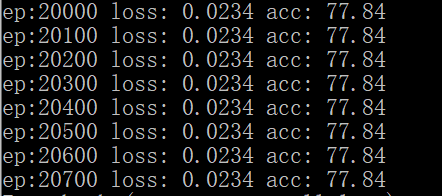 ep:20000 loss: 0.0234 acc: 77.84
ep:20100 loss: 0.0234 acc: 77.84
ep:20200 loss: 0.0234 acc: 77.84
ep:20300 loss: 0.0234 acc: 77.84
ep:20400 loss: 0.0234 acc: 77.84
ep:20500 loss: 0.0234 acc: 77.84
ep:20600 loss: 0.0234 acc: 77.84
ep:20700 loss: 0.0234 acc: 77.84